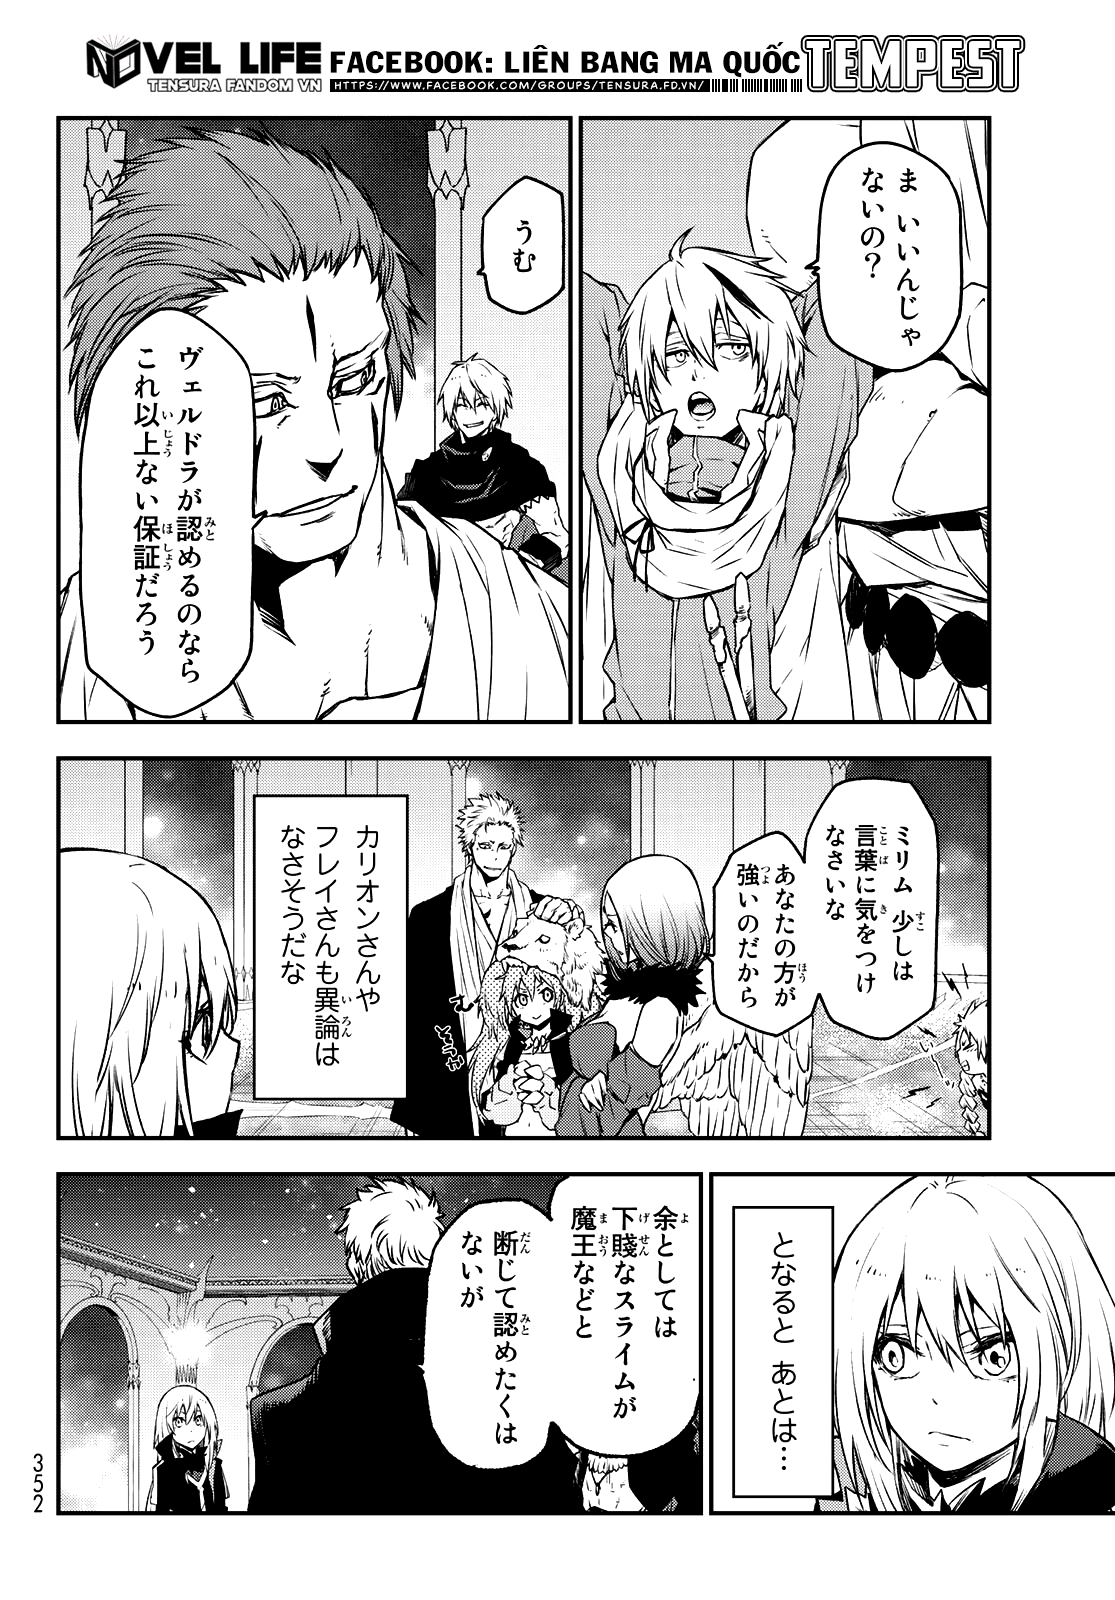 NOVEL LIFE
TENSURA FANDOM VN
FACEBOOK: LIÊN BANG MA QUỐC
HTTPS://WWW.FACEBOOK.COM/GROUPS/TENSURA.FD.VN/
TEMPEST
ま いいんじゃ
ないの?
うむ
ヴェルドラが認めるのなら
これ以上ない保証だろう
ミリム 少しは
言葉に気をつけ
なさいな
あなたの方が
強いのだから
カリオンさんや
フレイさんも異論は
なさそうだな
となると あとは…
余としては
下賤なスライムが
魔王などと
断じて認めたくは
ないが
352